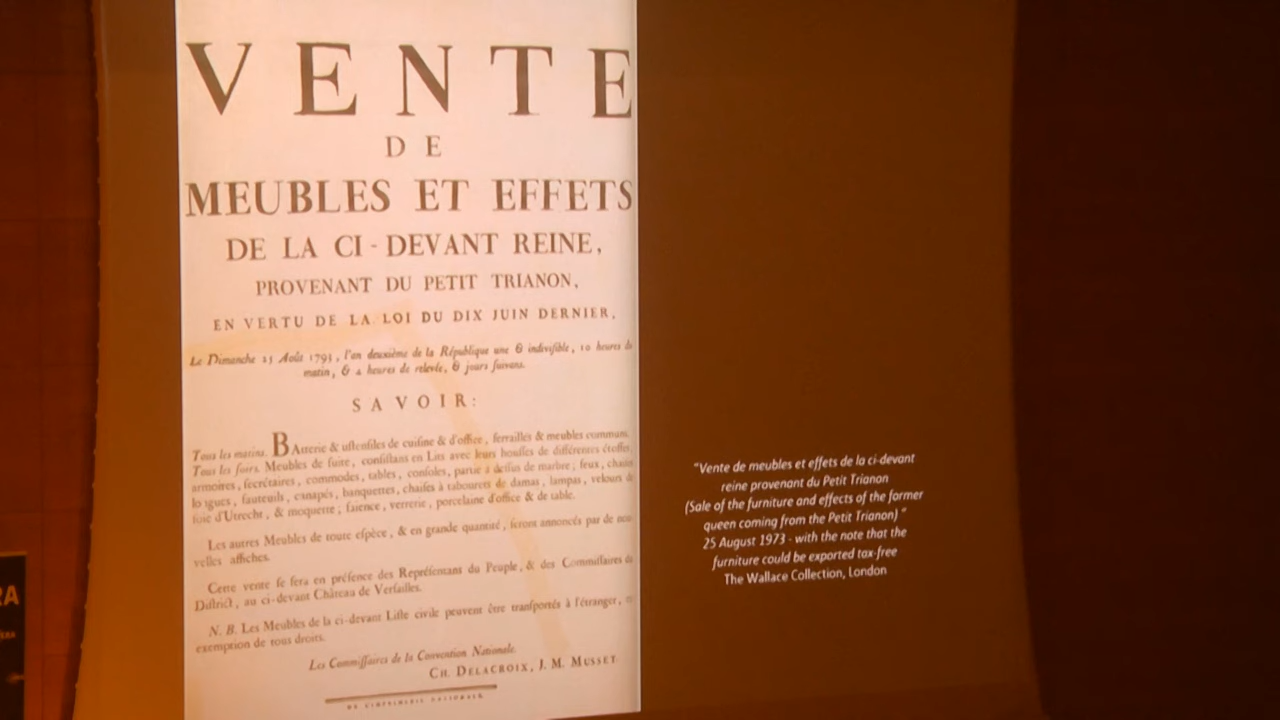 VENTE
DE
MEUBLES ET EFFETS
DE LA CI-DEVANT REINE,
PROVENANT DU PETIT TRIANON,
EN VERTU DE LA LOI DU DIX JUIN DERNIER,
Le Dimanche 25 Août 1793, l'an deuxième de la République une & indivisible, 10 heures du
matin, & 4 heures de relevée, & jours suivans.
SAVOIR:
Tous les matins. BAtterie & ustensiles de cuisine & d'office, ferrailles & meubles communs.
Tous les soirs. Meubles de suite, consistans en Lits avec leurs housses de différentes étoffes,
armoires, secrétaires, commodes, tables, consoles, partie à dessus de marbre; feux, chaises
longues, fauteuils, canapés, banquettes, chaises à tabourets de damas, lampas, velours de
soie d'Utrecht, & moquette; faience, verrerie, porcelaine d'office & de table.
Les autres Meubles de toute espèce, & en grande quantité, seront annoncés par de nou-
velles affiches.
Cette vente se fera en présence des Représentans du Peuple, & des Commissaires du
District, au ci-devant Château de Versailles.
N. B. Les Meubles de la ci-devant Liste civile peuvent être transportés à l'étranger, en
exemption de tous droits.
Les Commissaires de la Convention Nationale.
CH. DELACROIX, J. M. MUSSET.
DE L'IMPRIMERIE NATIONALE.
"Vente de meubles et effets de la ci-devant
reine provenant du Petit Trianon
(Sale of the furniture and effects of the former
queen coming from the Petit Trianon) "
25 August 1973 - with the note that the
furniture could be exported tax-free
The Wallace Collection, London
RA